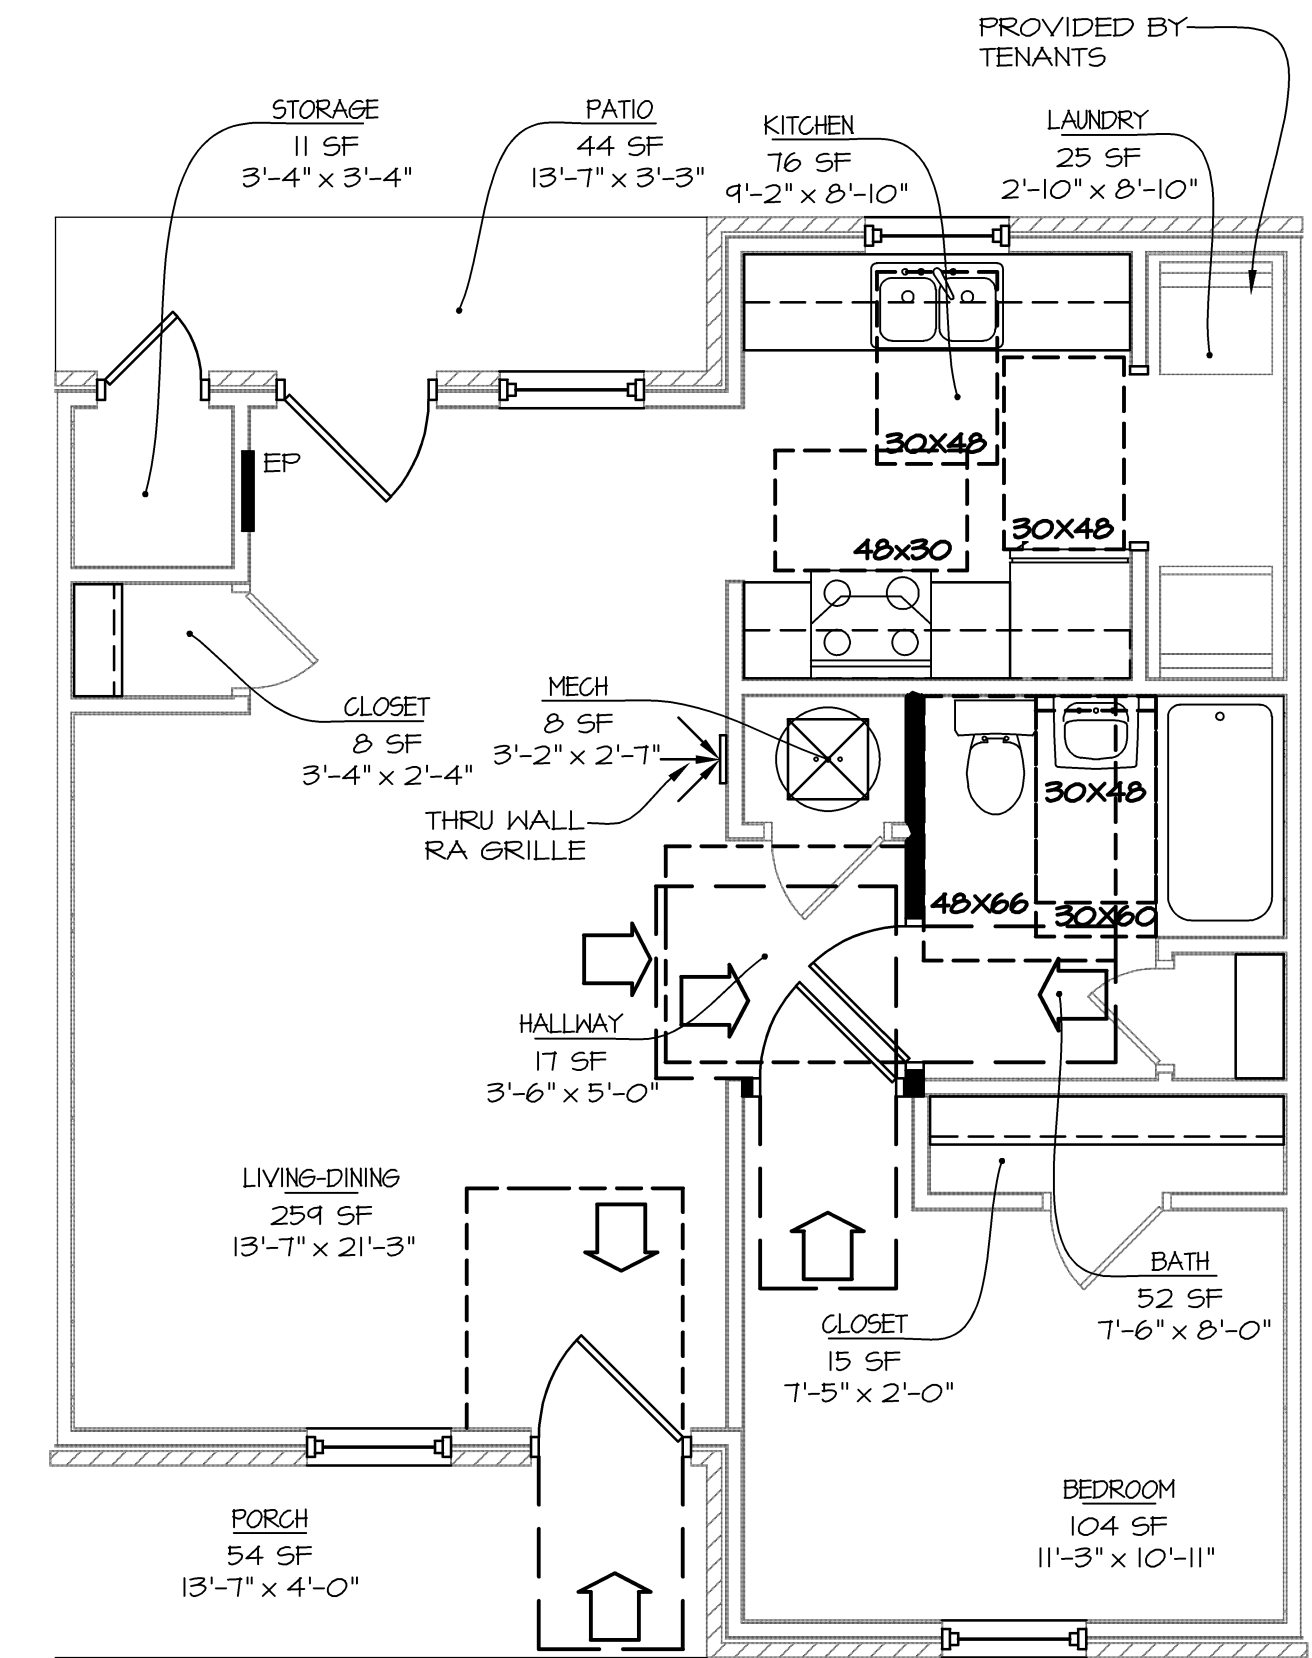 PROVIDED BY
TENANTS
STORAGE
11 SF
3'-4" x 3'-4"
PATIO
44 SF
13'-7" x 3'-3"
KITCHEN
76 SF
9'-2" x 8'-10"
LAUNDRY
25 SF
2'-10" x 8'-10"
EP
30X48
30X48
48x30
CLOSET
8 SF
3'-4" x 2'-4"
MECH
8 SF
3'-2" x 2'-7"
THRU WALL
RA GRILLE
30X48
48X66
30X60
HALLWAY
17 SF
3'-6" x 5'-0"
LIVING-DINING
259 SF
13'-7" x 21'-3"
BATH
52 SF
7'-6" x 8'-0"
CLOSET
15 SF
7'-5" x 2'-0"
BEDROOM
104 SF
11'-3" x 10'-11"
PORCH
54 SF
13'-7" x 4'-0"